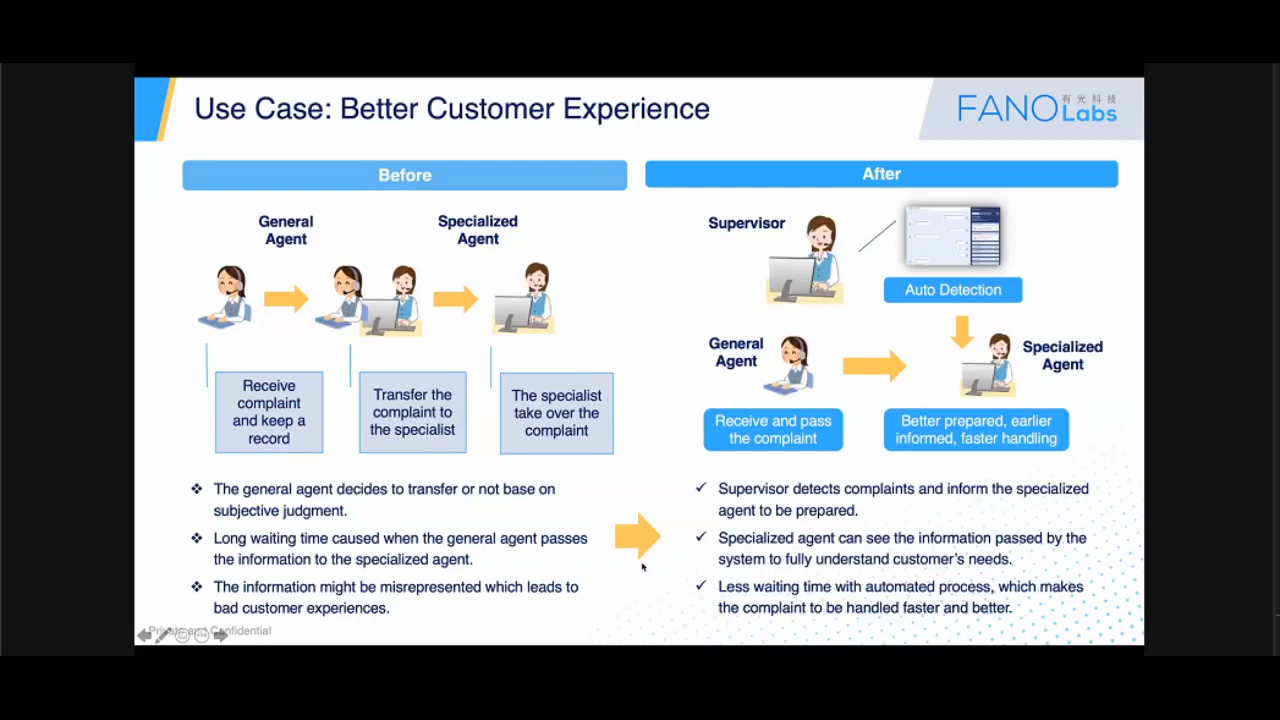 Use Case: Better Customer Experience
FANO
有光科技
Labs
Before
General
Agent
Specialized
Agent
Receive
complaint
and keep a
record
Transfer the
complaint to
the specialist
The specialist
take over the
complaint
The general agent decides to transfer or not base on
subjective judgment.
Long waiting time caused when the general agent passes
the information to the specialized agent.
The information might be misrepresented which leads to
bad customer experiences.
After
Supervisor
Auto Detection
General
Agent
Specialized
Agent
Receive and pass
the complaint
Better prepared, earlier
informed, faster handling
Supervisor detects complaints and inform the specialized
agent to be prepared.
Specialized agent can see the information passed by the
system to fully understand customer's needs.
Less waiting time with automated process, which makes
the complaint to be handled faster and better.
Private and Confidential